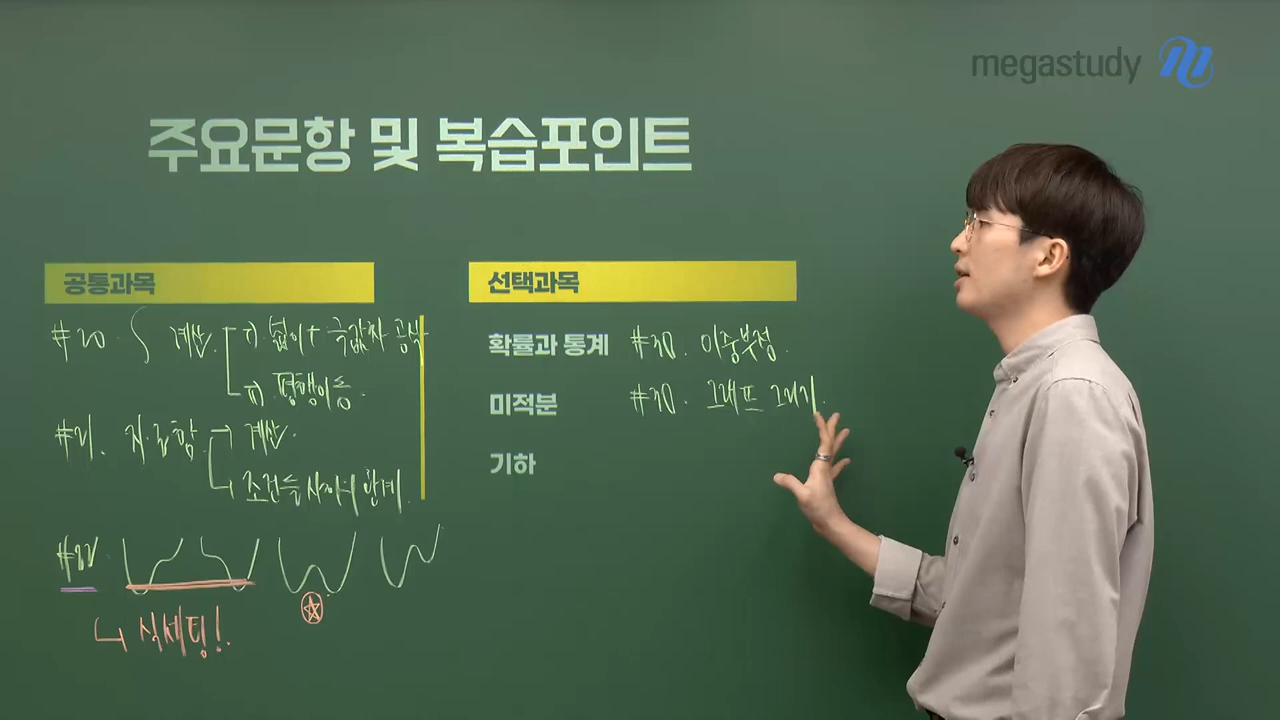 megastudy
주요문항 및 복습포인트
공통과목
#20. ∫ 계산. i) 넓이 + 극값차 공식
ii) 평행이동.
#21. 지.로함 → 계산.
↳ 조건들 사이의 관계.
#22.
↳ 식세팅!.
선택과목
확률과 통계 #30. 이중부정.
미적분 #30. 그래프 그리기.
기하